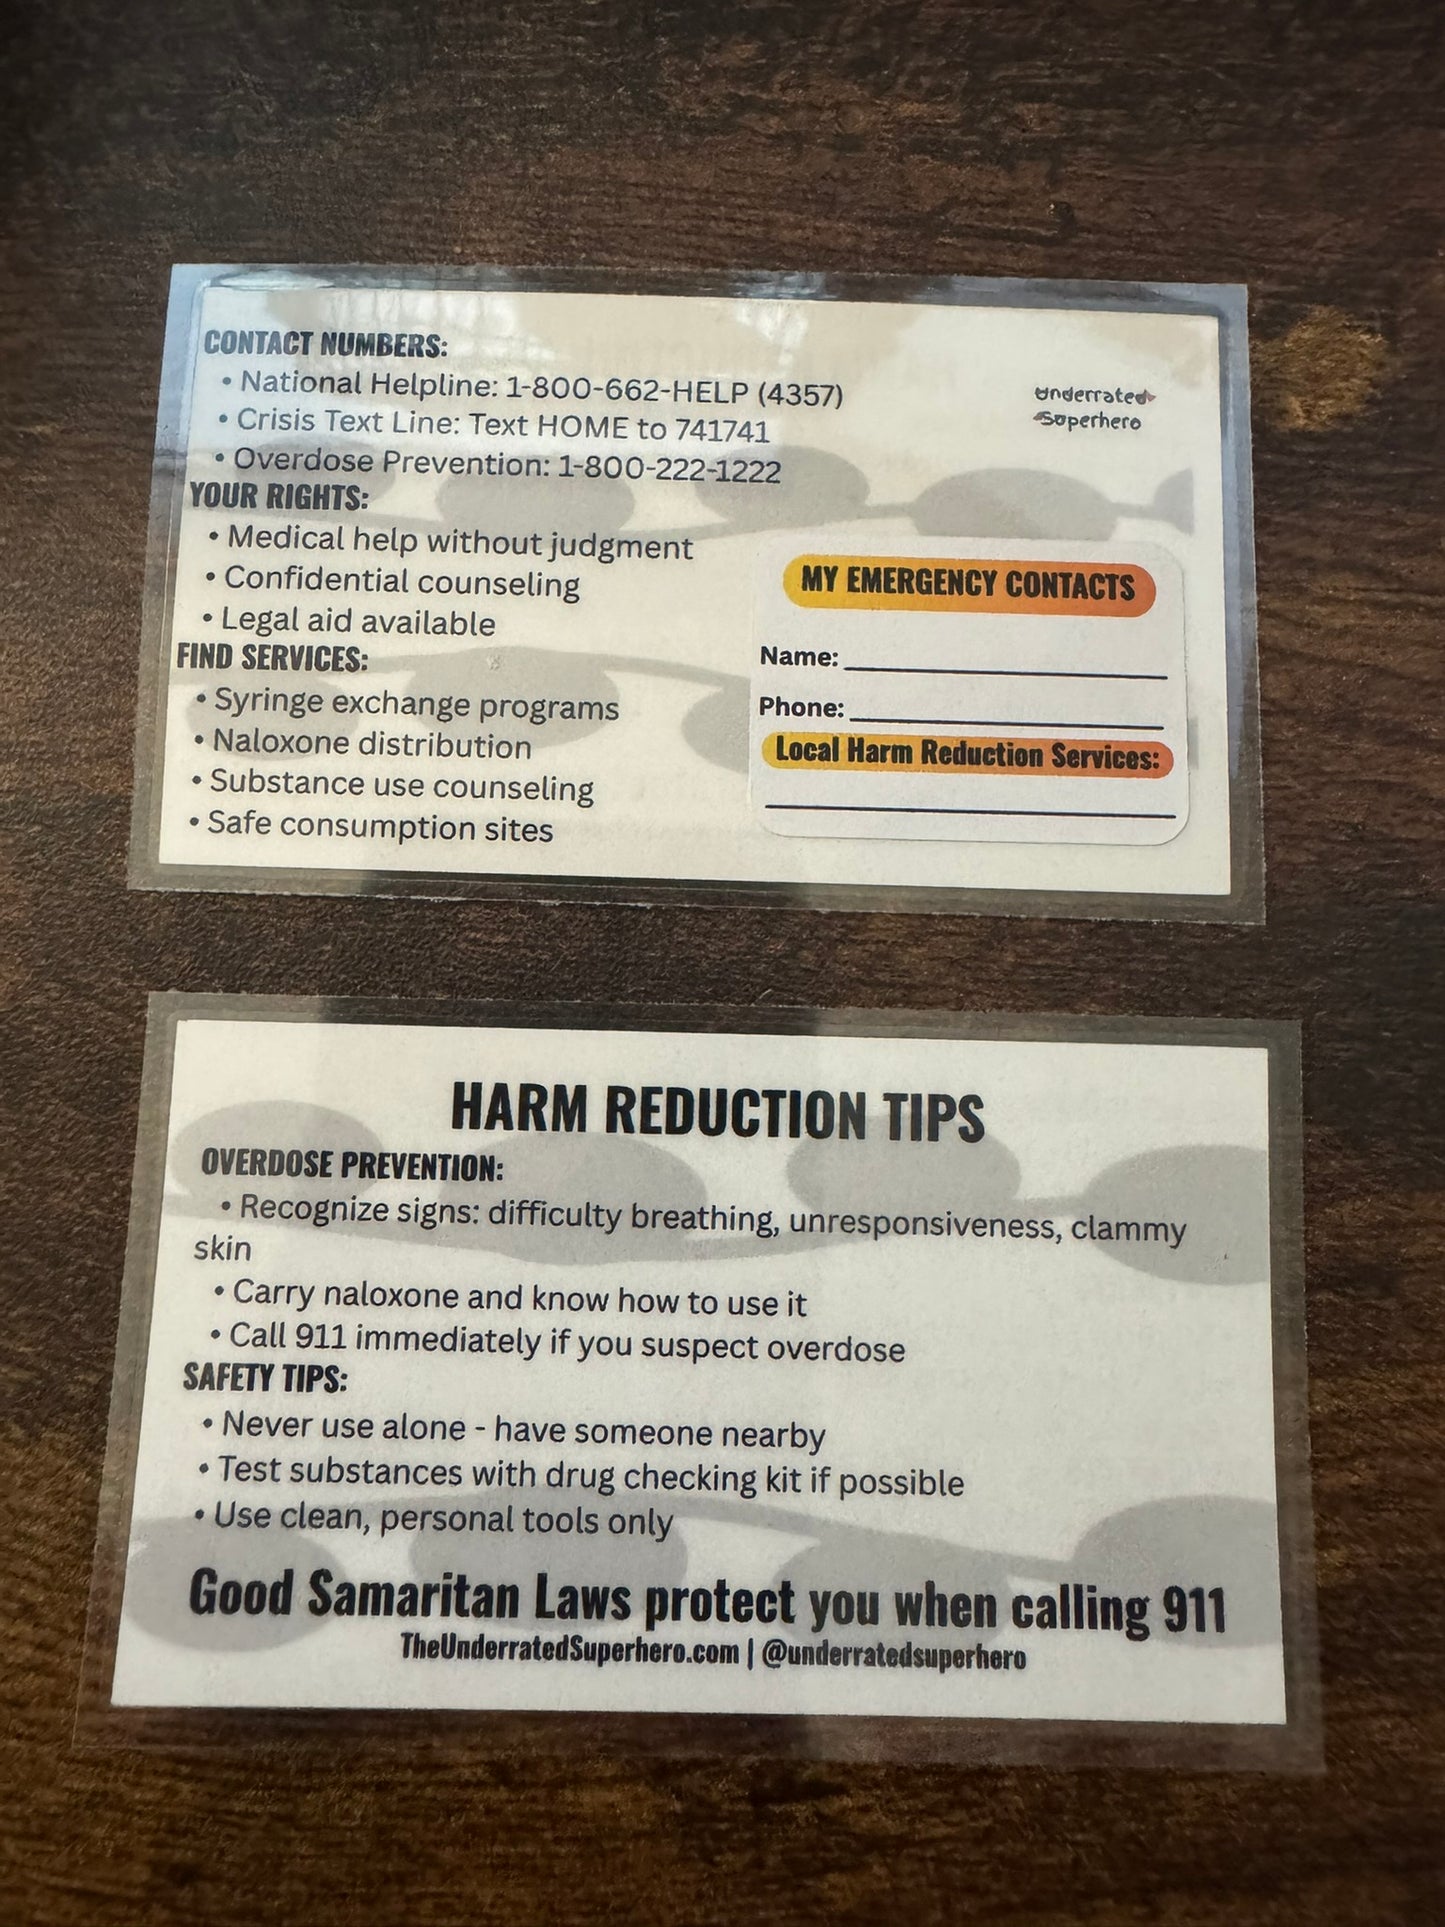 CONTACT NUMBERS:
• National Helpline: 1-800-662-HELP (4357)
• Crisis Text Line: Text HOME to 741741
• Overdose Prevention: 1-800-222-1222
Underrated
Superhero
YOUR RIGHTS:
• Medical help without judgment
• Confidential counseling
• Legal aid available
FIND SERVICES:
• Syringe exchange programs
• Naloxone distribution
• Substance use counseling
• Safe consumption sites
MY EMERGENCY CONTACTS
Name:
Phone:
Local Harm Reduction Services:
HARM REDUCTION TIPS
OVERDOSE PREVENTION:
• Recognize signs: difficulty breathing, unresponsiveness, clammy
skin
• Carry naloxone and know how to use it
• Call 911 immediately if you suspect overdose
SAFETY TIPS:
• Never use alone - have someone nearby
• Test substances with drug checking kit if possible
• Use clean, personal tools only
Good Samaritan Laws protect you when calling 911
TheUnderratedSuperhero.com | @underratedsuperhero